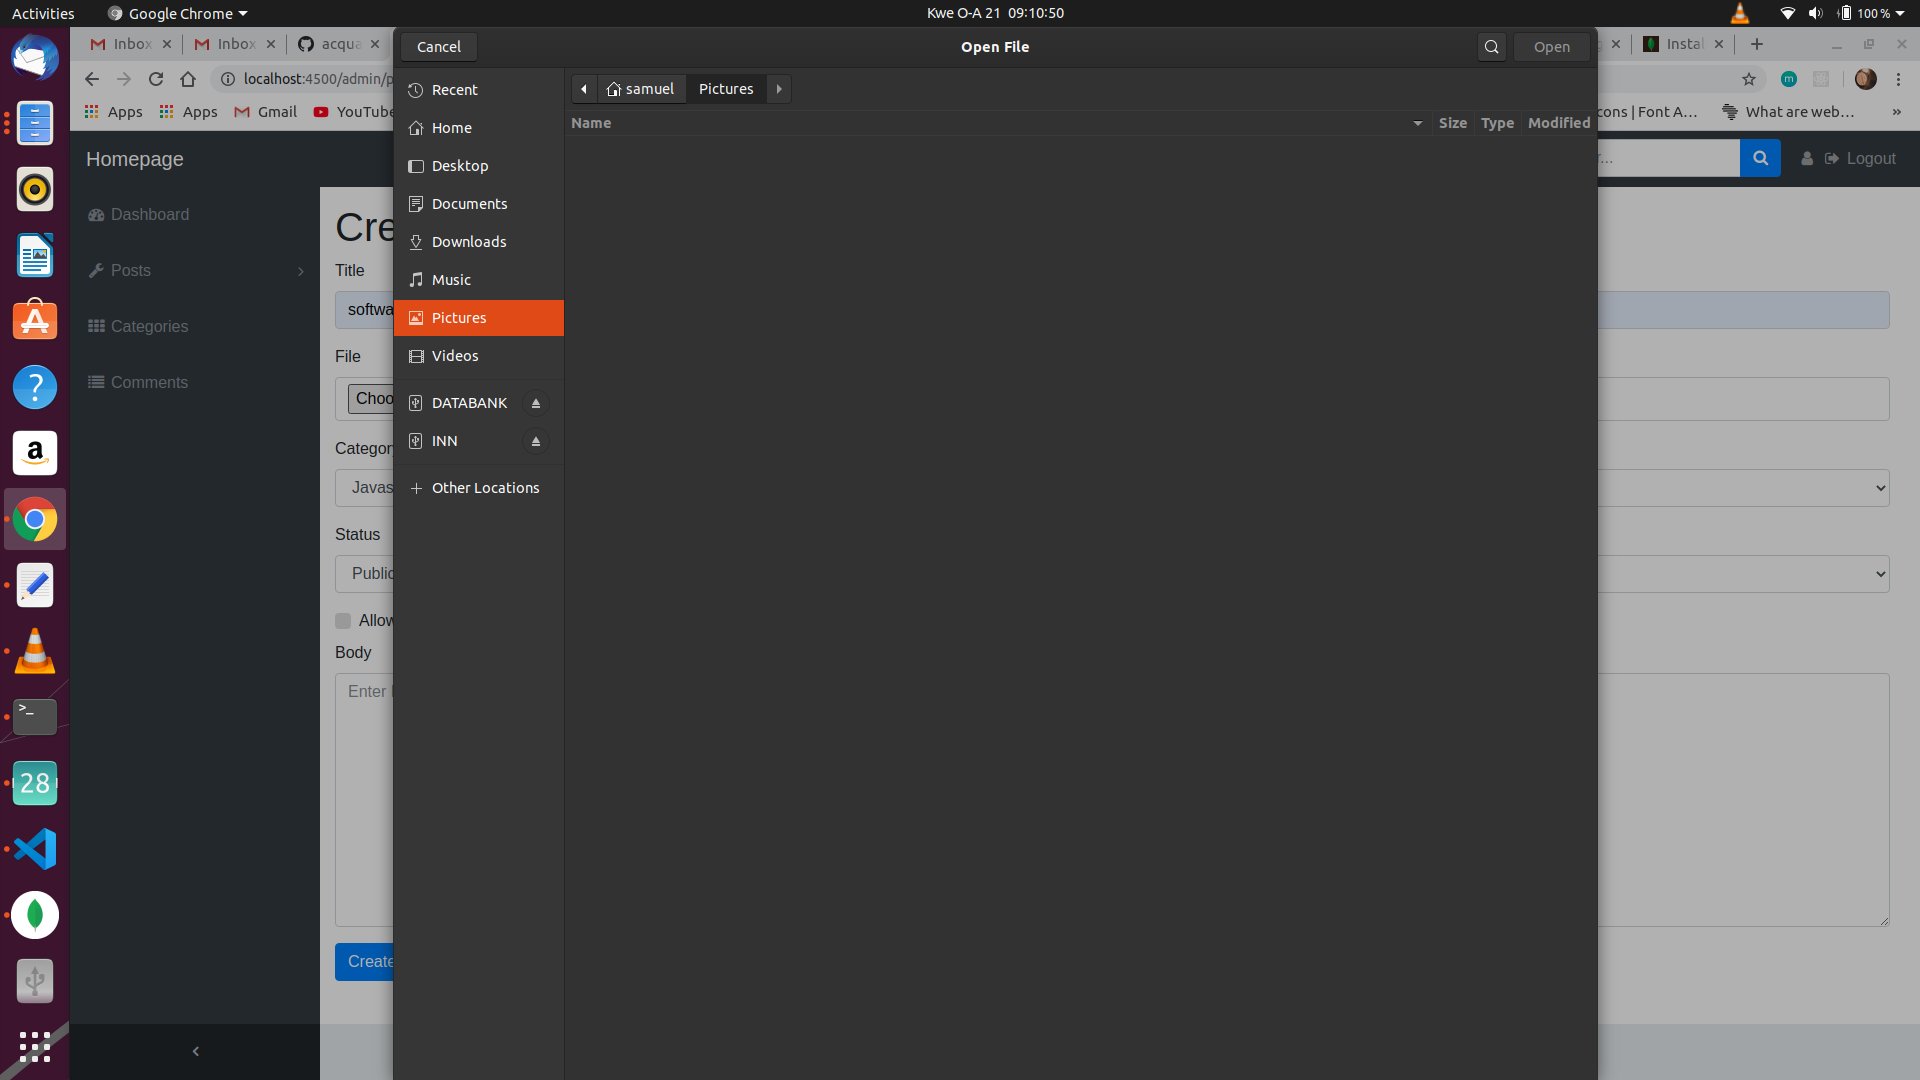 Activities
Google Chrome
Kwe O-A 21 09:10:50
100 %
Inbox
Inbox
acqua
Instal
localhost:4500/admin/p
Apps
Apps
Gmail
YouTube
cons | Font A...
What are web...
»
Homepage
r...
Logout
Dashboard
Posts
Categories
Comments
Cre
Title
softwa
File
Choo
Category
Javas
Status
Public
Allow
Body
Enter
Create
Cancel
Open File
Open
Recent
Home
Desktop
Documents
Downloads
Music
Pictures
Videos
DATABANK
INN
Other Locations
samuel
Pictures
Name
Size
Type
Modified
28